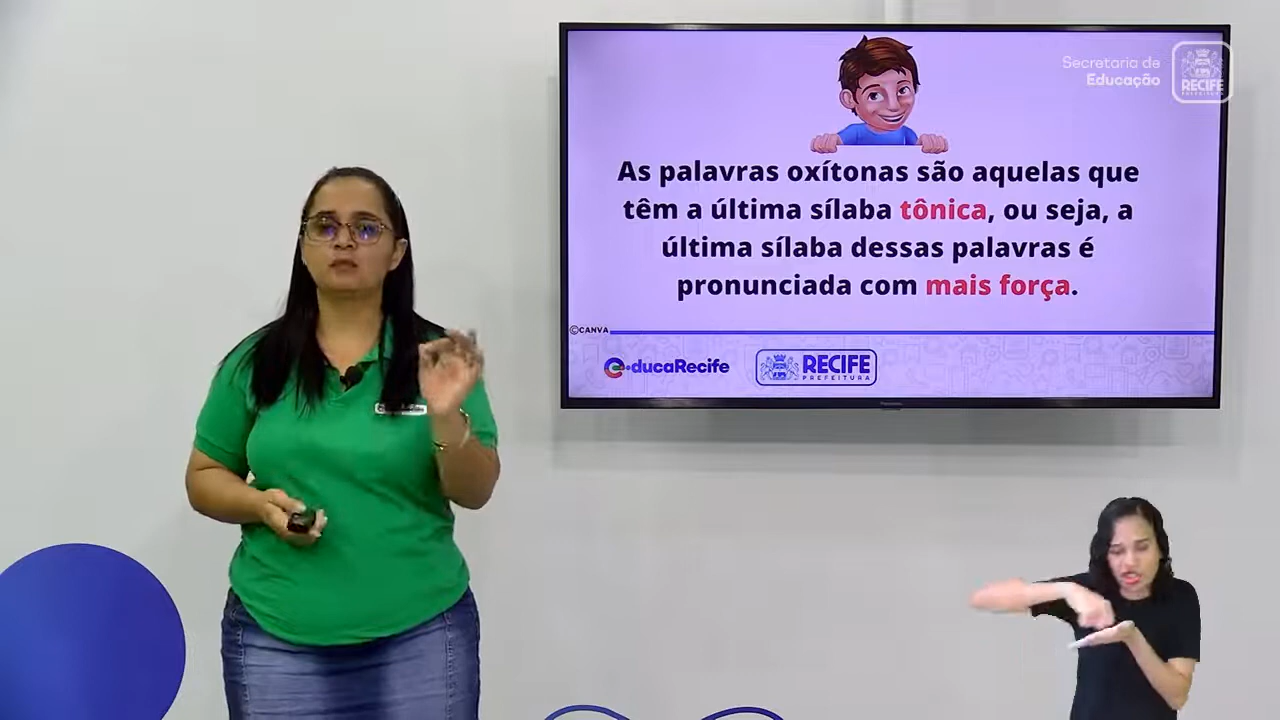 Secretaria de
Educação
RECIFE
PREFEITURA
As palavras oxítonas são aquelas que
têm a última sílaba tônica, ou seja, a
última sílaba dessas palavras é
pronunciada com mais força.
©CANVA
EducaRecife
RECIFE
PREFEITURA